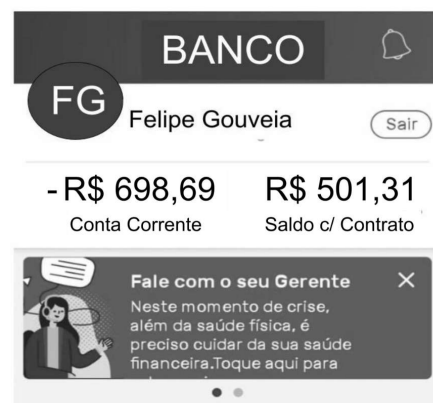 BANCO
FG
Felipe Gouveia
Sair
-R$ 698,69 R$ 501,31
Conta Corrente Saldo c/ Contrato
Fale com o seu Gerente
Neste momento de crise,
além da saúde física, é
preciso cuidar da sua saúde
financeira.Toque aqui para